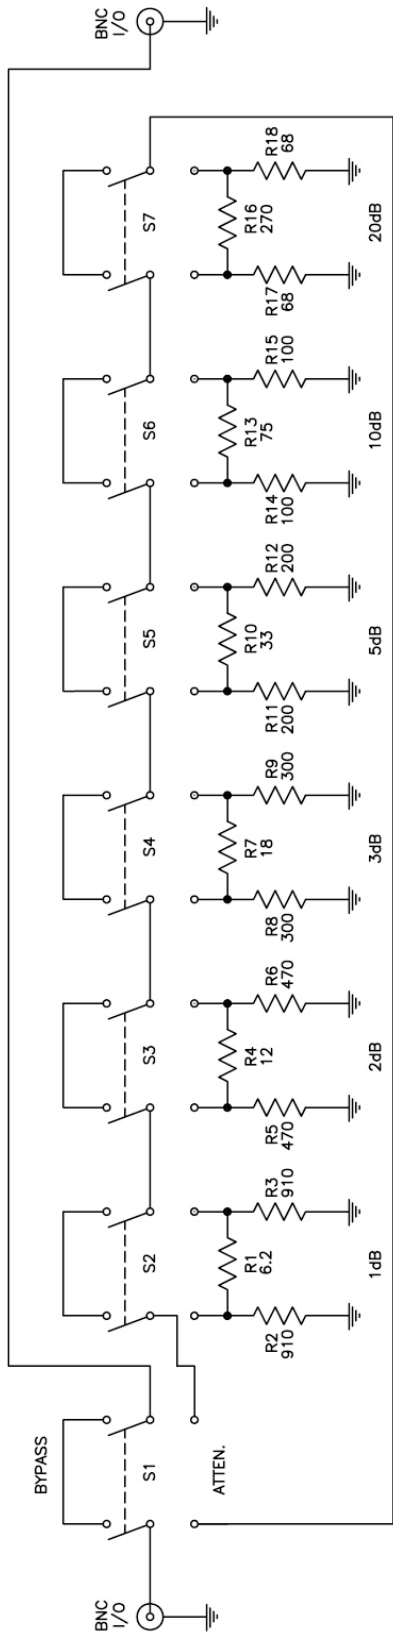 BNC
I/O
BYPASS
S1
ATTEN.
S2
R1
6.2
R2
910
R3
910
1dB
S3
R4
12
R5
470
R6
470
2dB
S4
R7
18
R8
300
R9
300
3dB
S5
R10
33
R11
200
R12
200
5dB
S6
R13
75
R14
100
R15
100
10dB
S7
R16
270
R17
68
R18
68
20dB
BNC
I/O